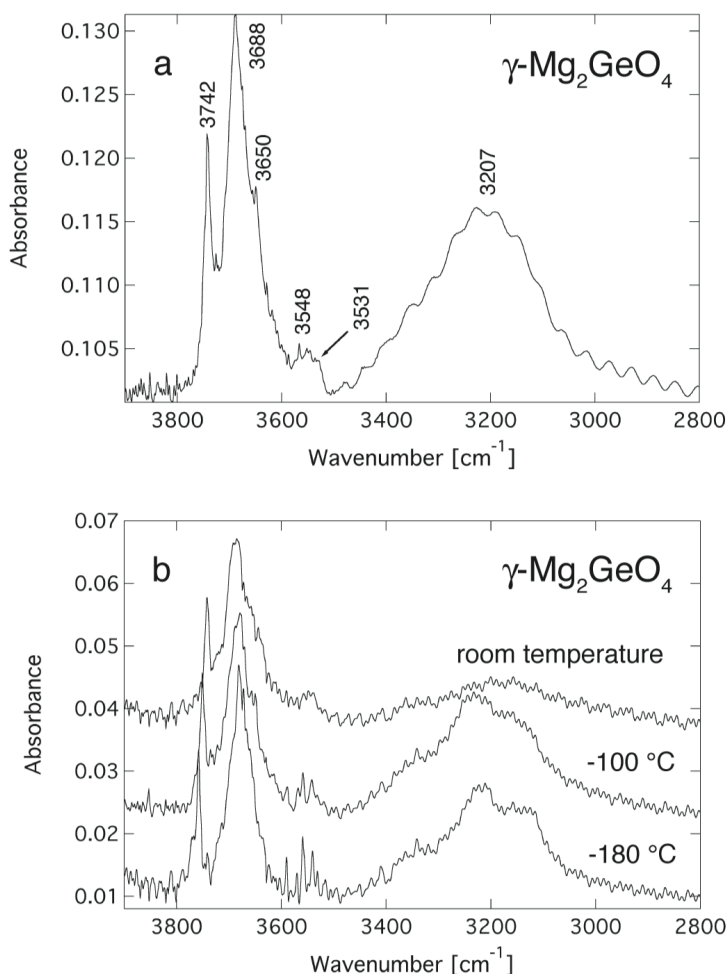 0.130
0.125
0.120
0.115
0.110
0.105
Absorbance
a
γ-Mg2GeO4
3742
3688
3650
3548
3531
3207
3800 3600 3400 3200 3000 2800
Wavenumber [cm-1]
0.07
0.06
0.05
0.04
0.03
0.02
0.01
Absorbance
b
γ-Mg2GeO4
room temperature
-100 °C
-180 °C
3800 3600 3400 3200 3000 2800
Wavenumber [cm-1]